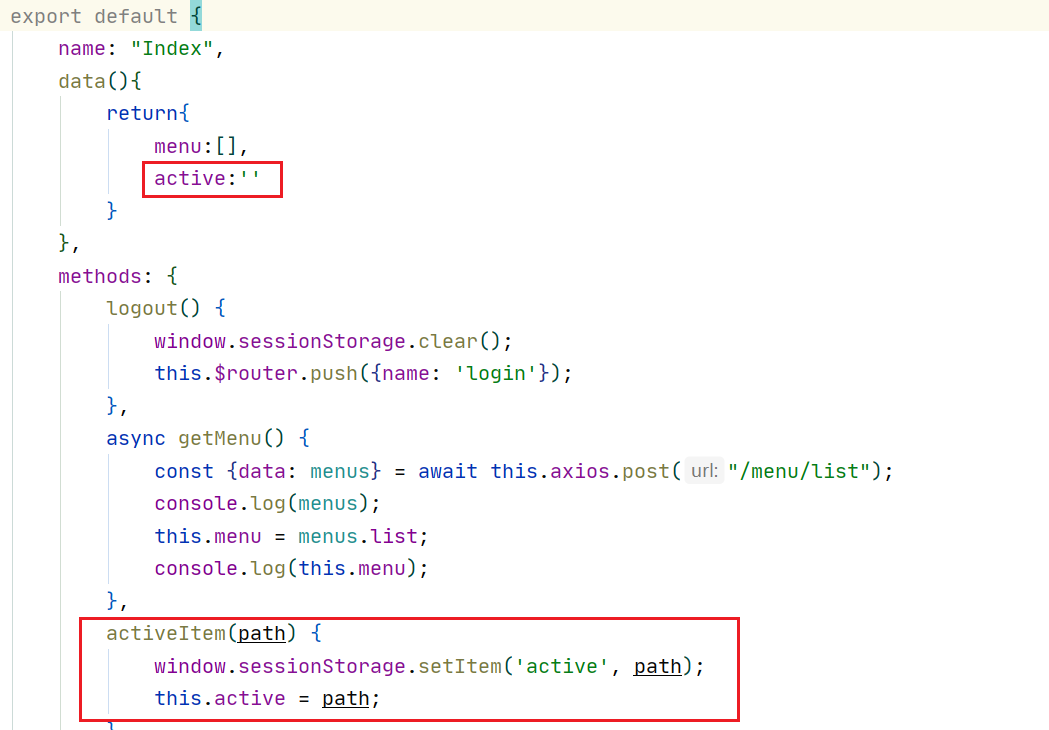 export default {
name: "Index",
data(){
return{
menu:[],
active:''
}
},
methods: {
logout() {
window.sessionStorage.clear();
this.$router.push({name: 'login'});
},
async getMenu() {
const {data: menus} = await this.axios.post( url: "/menu/list");
console.log(menus);
this.menu = menus.list;
console.log(this.menu);
},
activeItem(path) {
window.sessionStorage.setItem('active', path);
this.active = path;
}